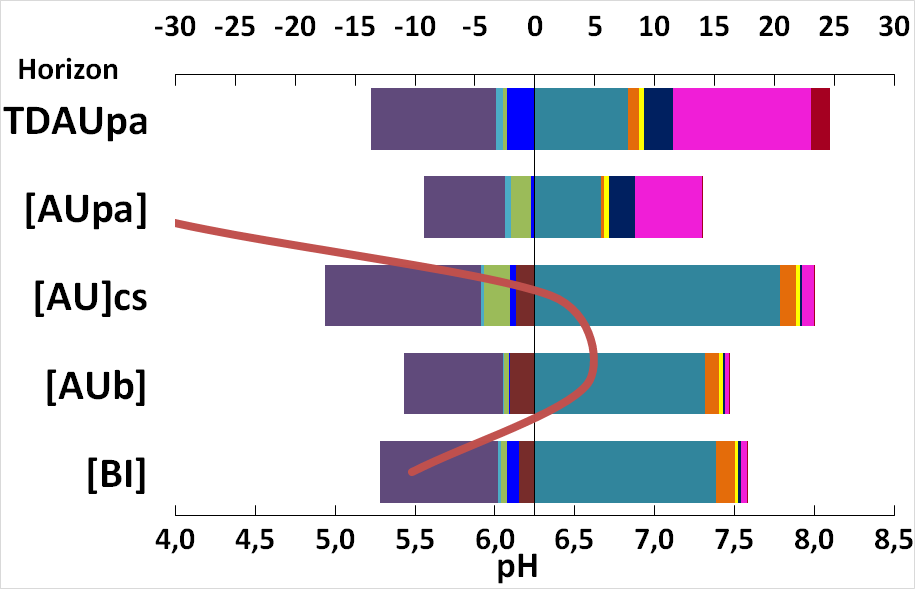 -30 -25 -20 -15 -10 -5 0 5 10 15 20 25 30
Horizon
TDAUpa
[AUpa]
[AU]cs
[AUb]
[BI]
4,0 4,5 5,0 5,5 6,0 6,5 7,0 7,5 8,0 8,5
pH